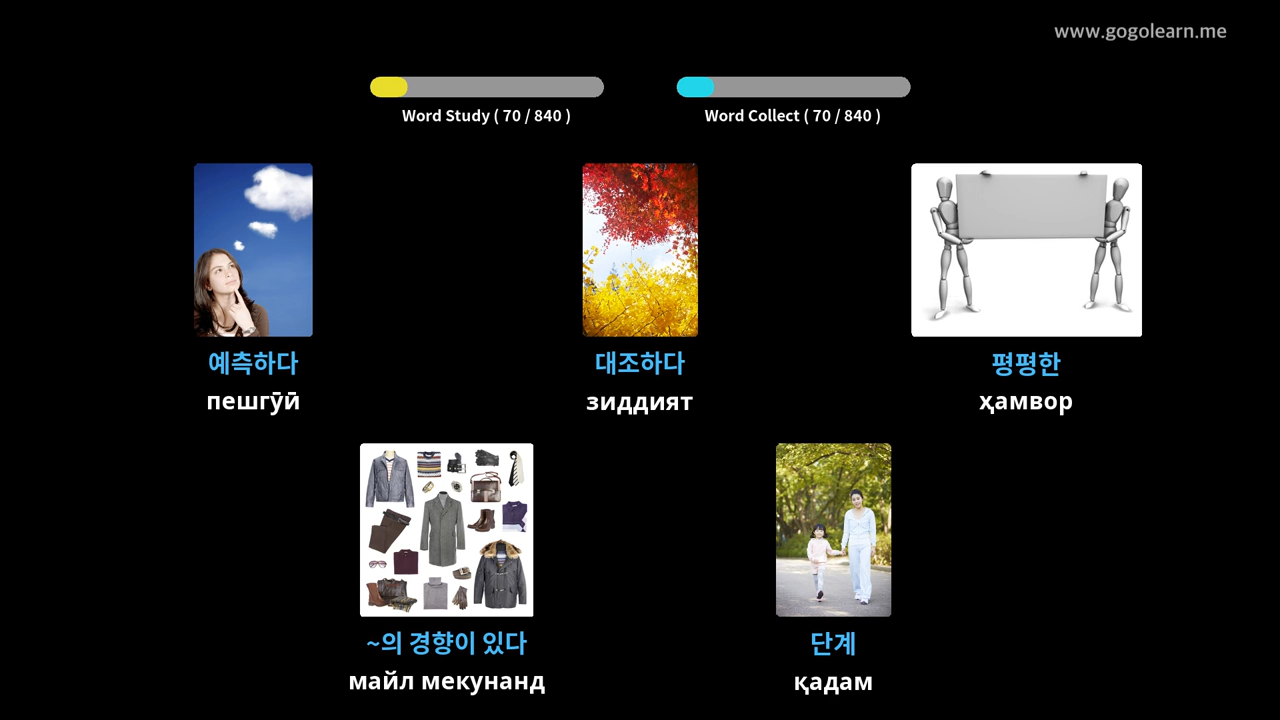 www.gogolearn.me
Word Study ( 70 / 840 )
Word Collect ( 70 / 840 )
예측하다
대조하다
평평한
пешгӯӣ
зиддият
ҳамвор
~의 경향이 있다
단계
майл мекунанд
қадам